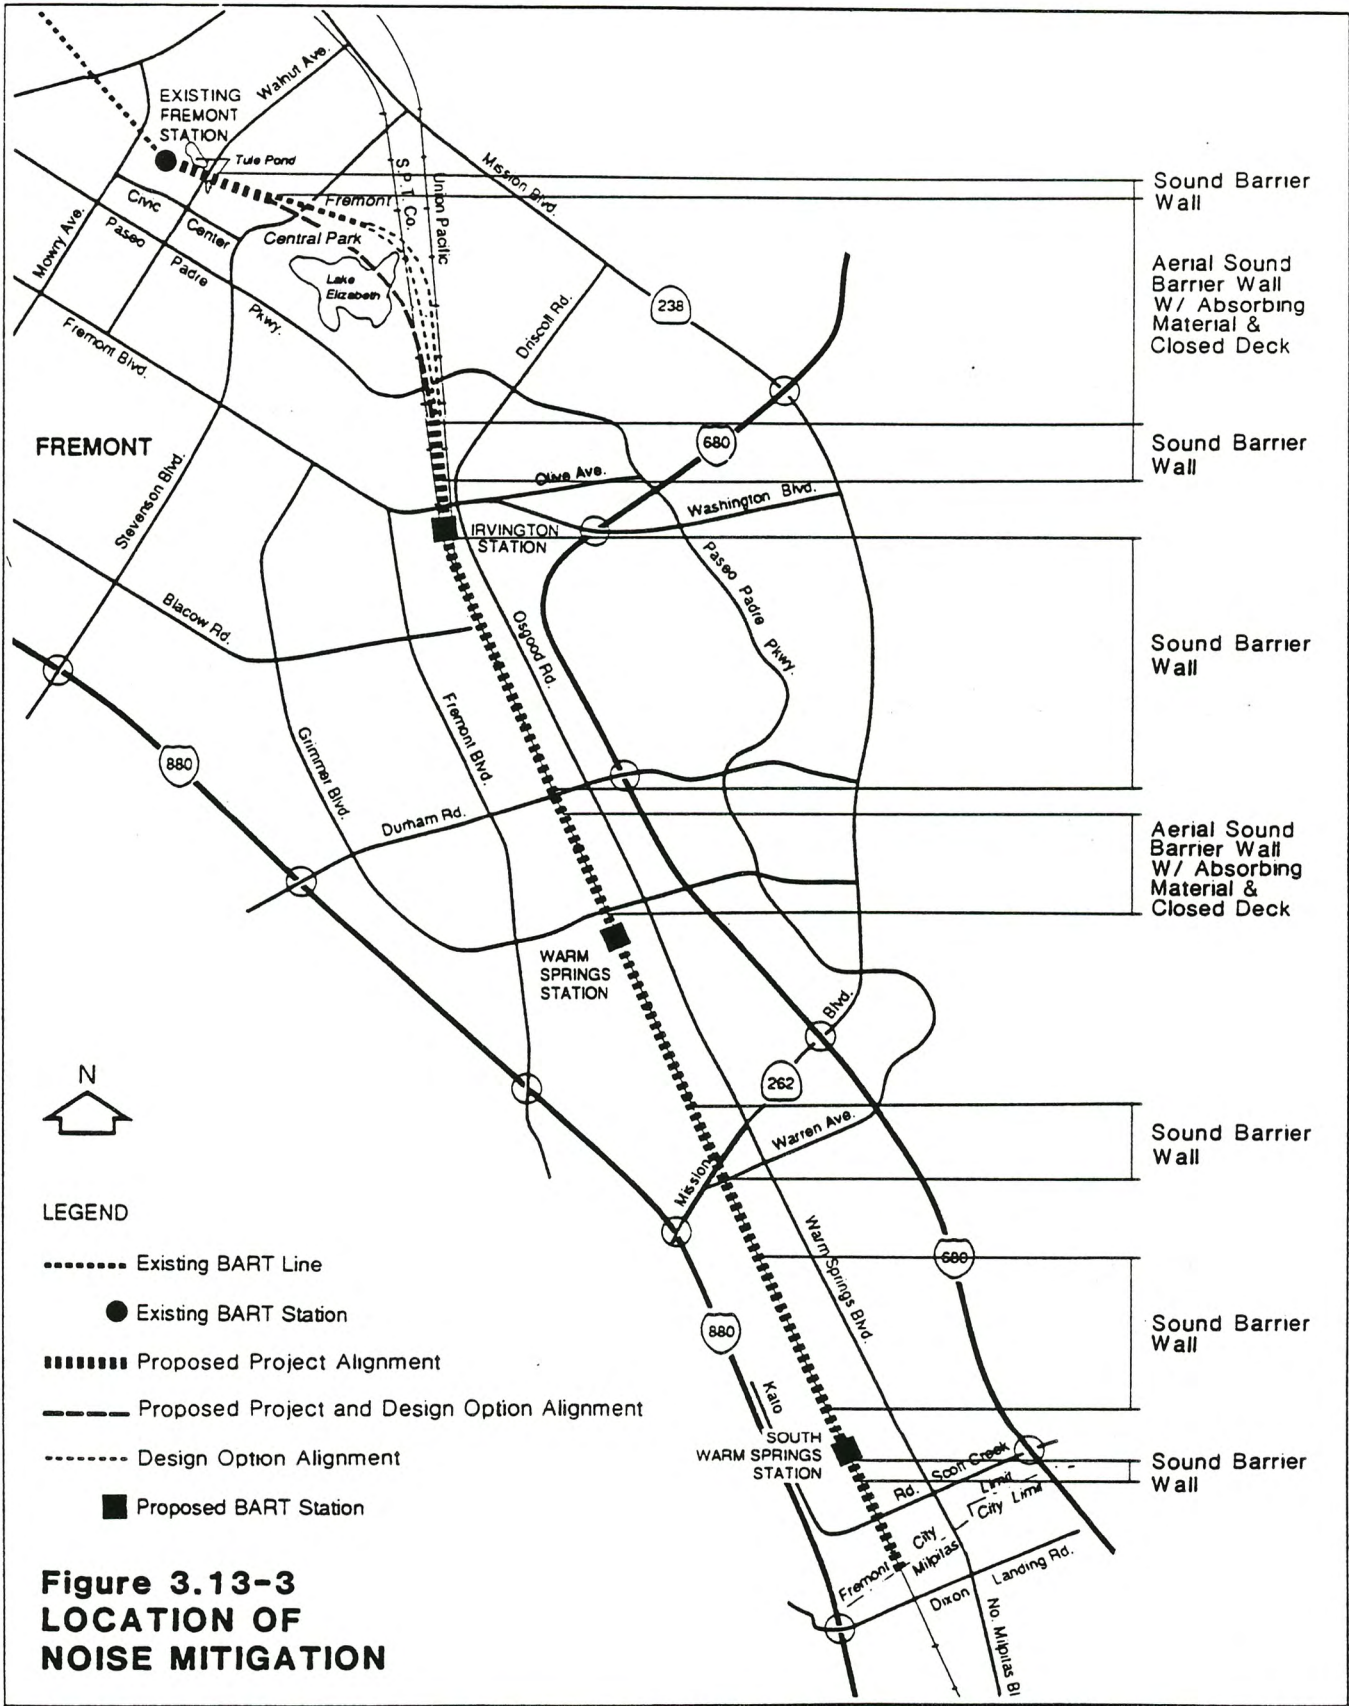 Walnut Ave.
EXISTING
FREMONT
STATION
Tule Pond
Mission Blvd.
S.P.T. Co.
Union Pacific
Fremont
Central Park
Civic
Center
Mowry Ave.
Paseo
Padre
Pkwy.
Lake
Elizabeth
238
Driscoll Rd.
Fremont Blvd.
FREMONT
680
Stevenson Blvd.
Olive Ave.
Washington Blvd.
IRVINGTON
STATION
Paseo Padre Pkwy.
Blacow Rd.
Osgood Rd.
Fremont Blvd.
Grimmer Blvd.
880
Durham Rd.
WARM
SPRINGS
STATION
Blvd.
262
Warren Ave.
Mission
Warm Springs Blvd.
680
880
Kato
SOUTH
WARM SPRINGS
STATION
Rd.
Scott Creek
Limit
City Limit
City
Fremont
Milpitas
Dixon
Landing Rd.
No. Milpitas Bl
Sound Barrier
Wall
Aerial Sound
Barrier Wall
W/ Absorbing
Material &
Closed Deck
Sound Barrier
Wall
Sound Barrier
Wall
Aerial Sound
Barrier Wall
W/ Absorbing
Material &
Closed Deck
Sound Barrier
Wall
Sound Barrier
Wall
Sound Barrier
Wall
N
LEGEND
Existing BART Line
Existing BART Station
Proposed Project Alignment
Proposed Project and Design Option Alignment
Design Option Alignment
Proposed BART Station
Figure 3.13-3
LOCATION OF
NOISE MITIGATION